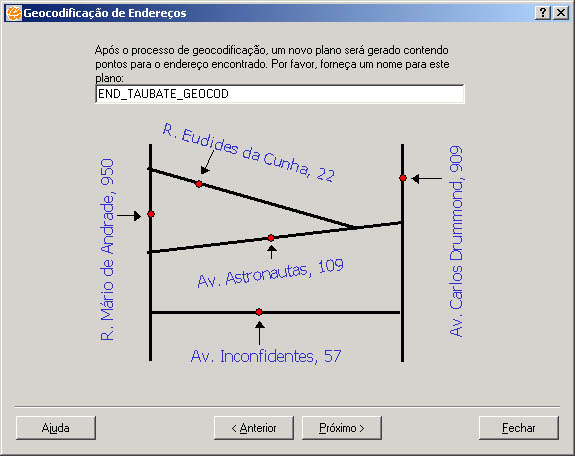 Geocodificação de Endereços
Após o processo de geocodificação, um novo plano será gerado contendo
pontos para o endereço encontrado. Por favor, forneça um nome para este
plano:
END_TAUBATE_GEOCOD
R. Euclides da Cunha, 22
R. Mário de Andrade, 950
Av. Carlos Drummond, 909
Av. Astronautas, 109
Av. Inconfidentes, 57
Ajuda
< Anterior
Próximo >
Fechar